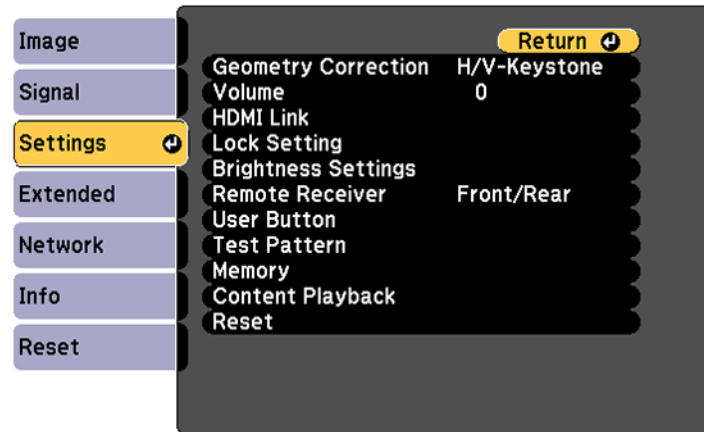 Image
Signal
Settings
Extended
Network
Info
Reset
Return
Geometry Correction H/V-Keystone
Volume 0
HDMI Link
Lock Setting
Brightness Settings
Remote Receiver Front/Rear
User Button
Test Pattern
Memory
Content Playback
Reset